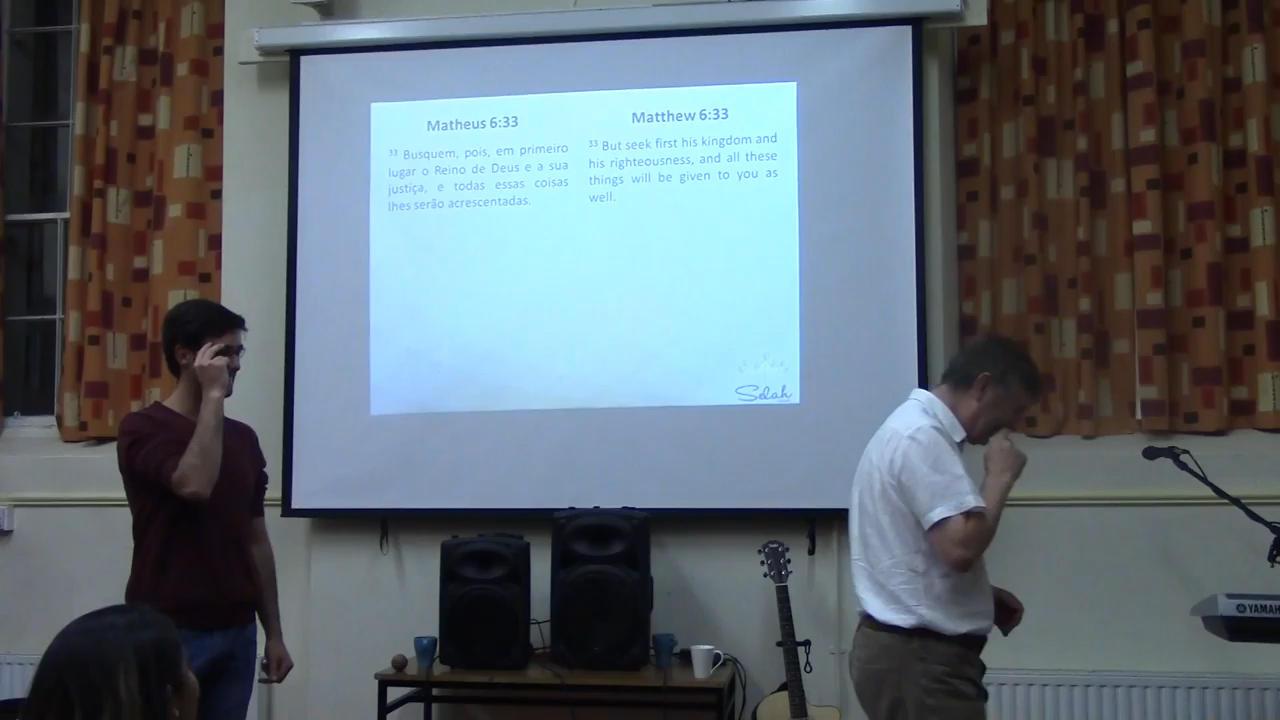 Matheus 6:33
33 Busquem, pois, em primeiro
lugar o Reino de Deus e a sua
justiça, e todas essas coisas
lhes serão acrescentadas.
Matthew 6:33
33 But seek first his kingdom and
his righteousness, and all these
things will be given to you as
well.
Selah
YAMAH